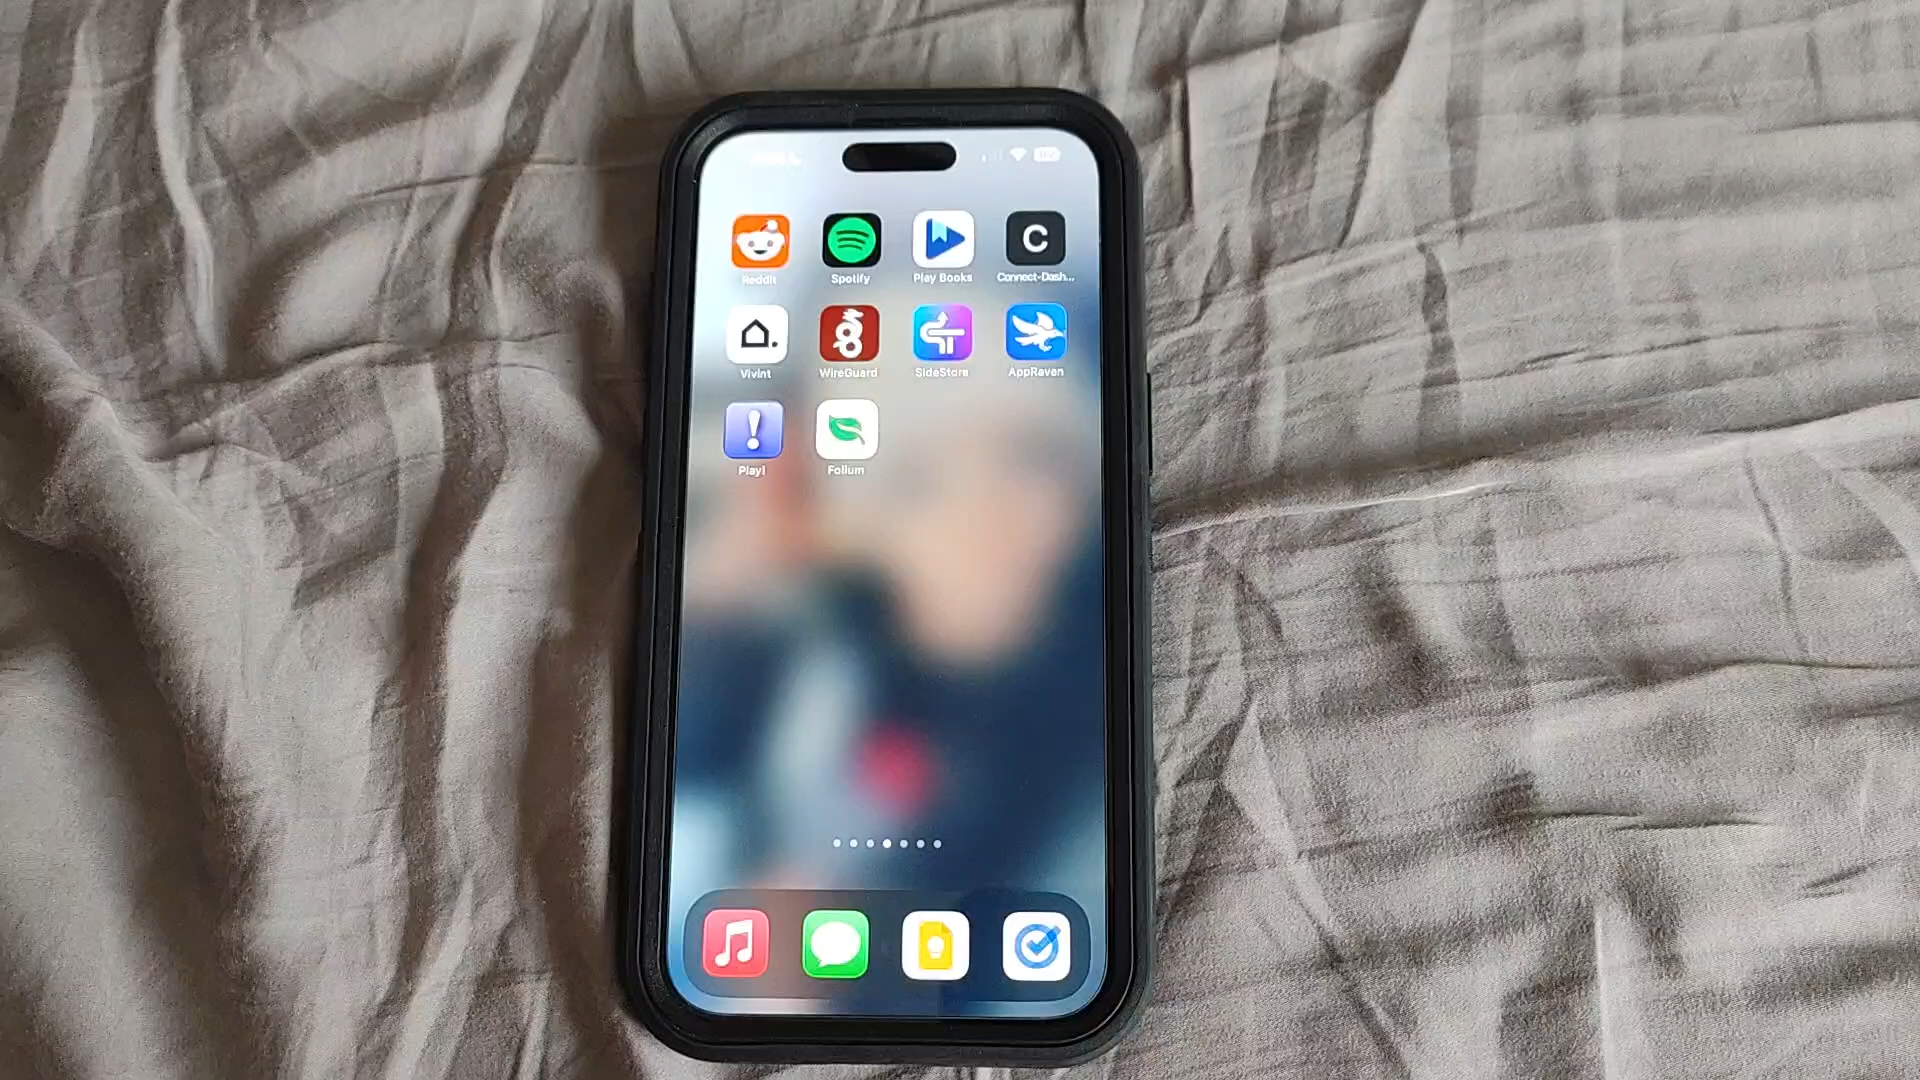 Reddit Spotify Play Books Connect-Dash...
C
Vivint WireGuard SideStore AppRaven
Play! Folium